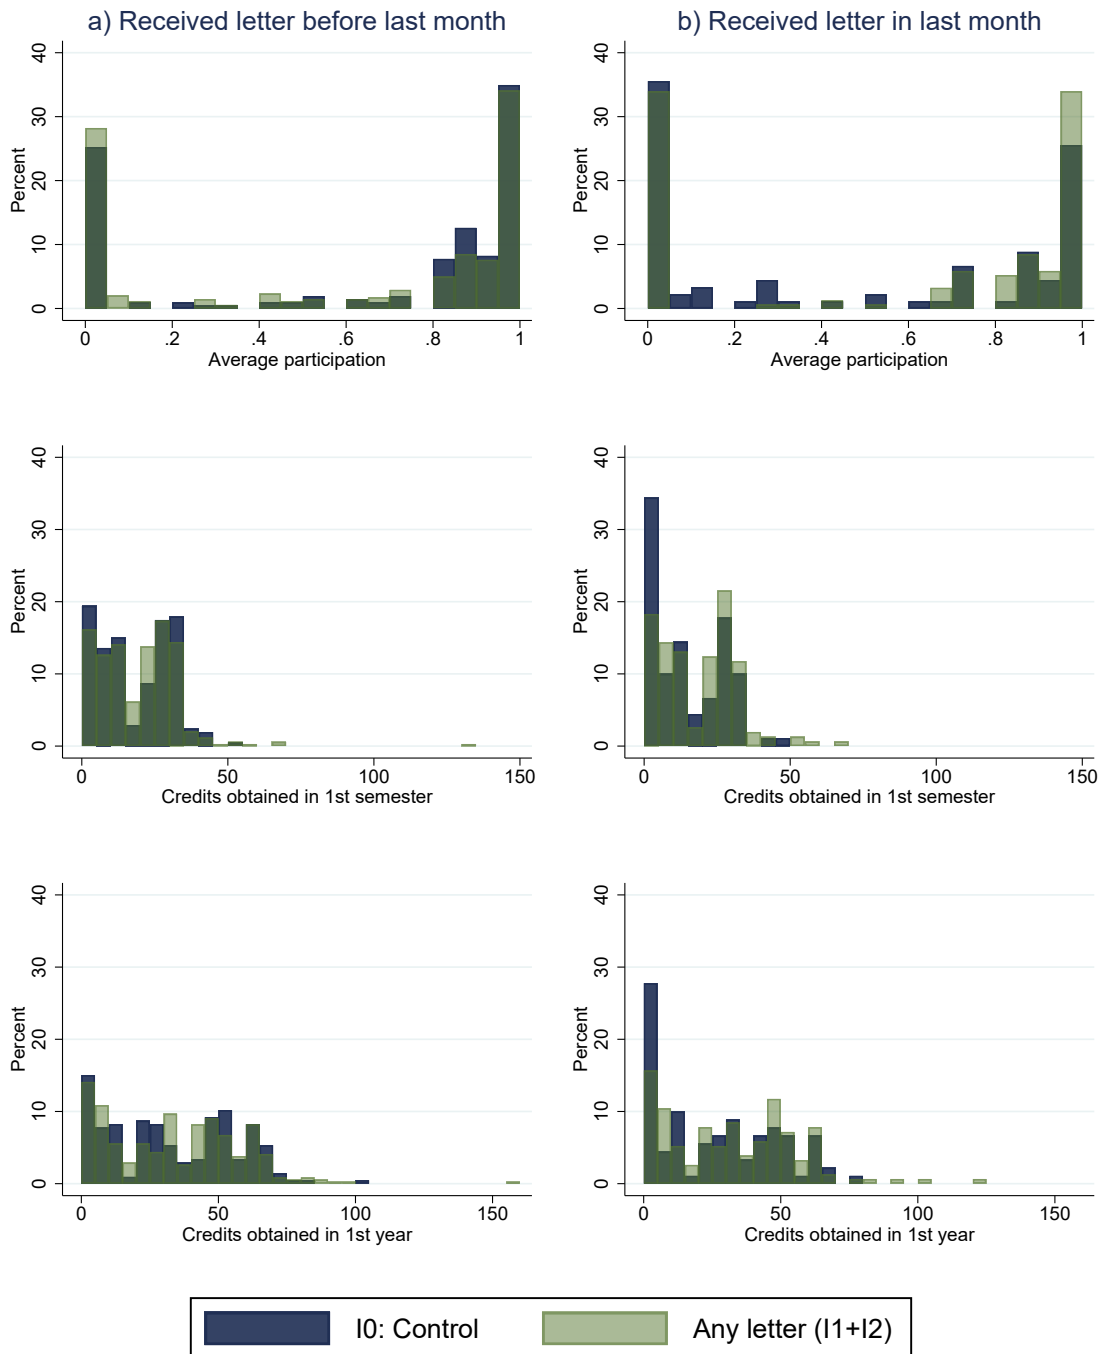 a) Received letter before last month
b) Received letter in last month
40
30
20
10
0
Percent
0 .2 .4 .6 .8 1
Average participation
40
30
20
10
0
Percent
0 .2 .4 .6 .8 1
Average participation
40
30
20
10
0
Percent
0 50 100 150
Credits obtained in 1st semester
40
30
20
10
0
Percent
0 50 100 150
Credits obtained in 1st semester
40
30
20
10
0
Percent
0 50 100 150
Credits obtained in 1st year
40
30
20
10
0
Percent
0 50 100 150
Credits obtained in 1st year
I0: Control
Any letter (I1+I2)